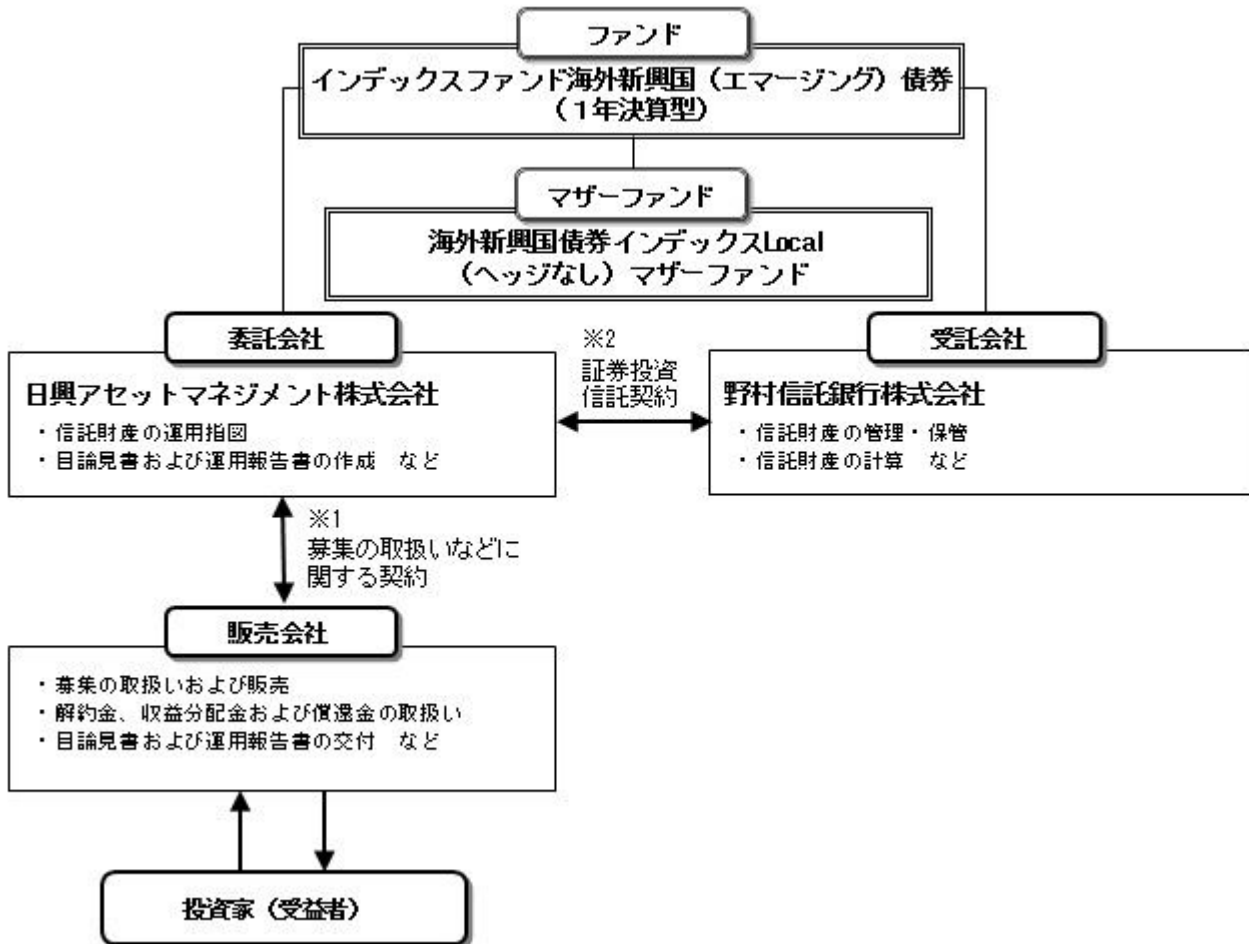 ファンド
インデックスファンド海外新興国（エマージング）債券
（１年決算型）
マザーファンド
海外新興国債券インデックスLocal
（ヘッジなし）マザーファンド
委託会社
日興アセットマネジメント株式会社
・信託財産の運用指図
・目論見書および運用報告書の作成　など
※2
証券投資
信託契約
受託会社
野村信託銀行株式会社
・信託財産の管理・保管
・信託財産の計算　など
※1
募集の取扱いなどに
関する契約
販売会社
・募集の取扱いおよび販売
・解約金、収益分配金および償還金の取扱い
・目論見書および運用報告書の交付　など
投資家（受益者）